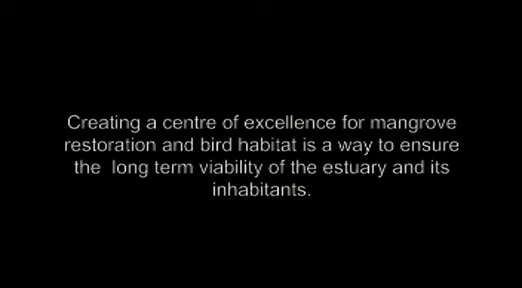 Creating a centre of excellence for mangrove
restoration and bird habitat is a way to ensure
the  long term viability of the estuary and its
inhabitants.